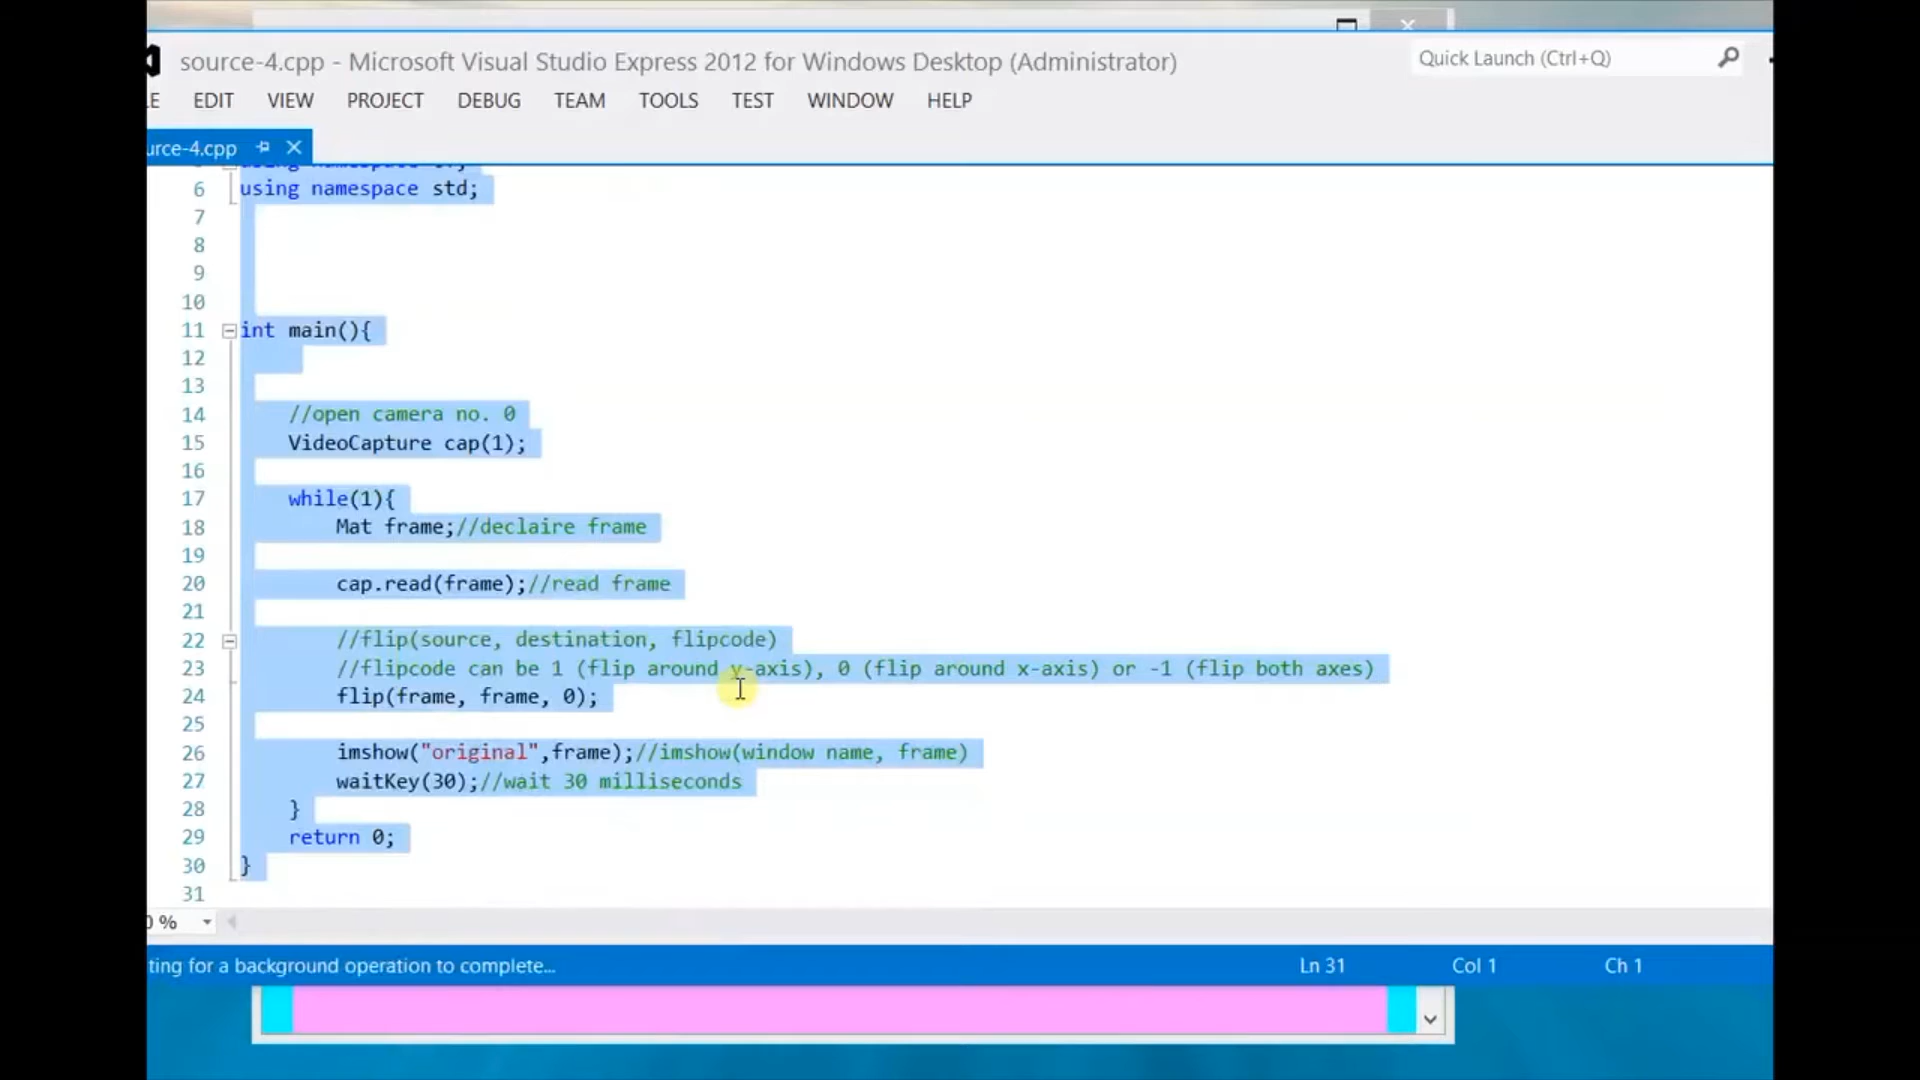 source-4.cpp - Microsoft Visual Studio Express 2012 for Windows Desktop (Administrator)
Quick Launch (Ctrl+Q)
LE EDIT VIEW PROJECT DEBUG TEAM TOOLS TEST WINDOW HELP
urce-4.cpp
6 using namespace std;
7
8
9
10
11 int main(){
12
13
14 //open camera no. 0
15 VideoCapture cap(1);
16
17 while(1){
18 Mat frame;//declaire frame
19
20 cap.read(frame);//read frame
21
22 //flip(source, destination, flipcode)
23 //flipcode can be 1 (flip around y-axis), 0 (flip around x-axis) or -1 (flip both axes)
24 flip(frame, frame, 0);
25
26 imshow("original",frame);//imshow(window name, frame)
27 waitKey(30);//wait 30 milliseconds
28 }
29 return 0;
30 }
31
0 %
ting for a background operation to complete... Ln 31 Col 1 Ch 1